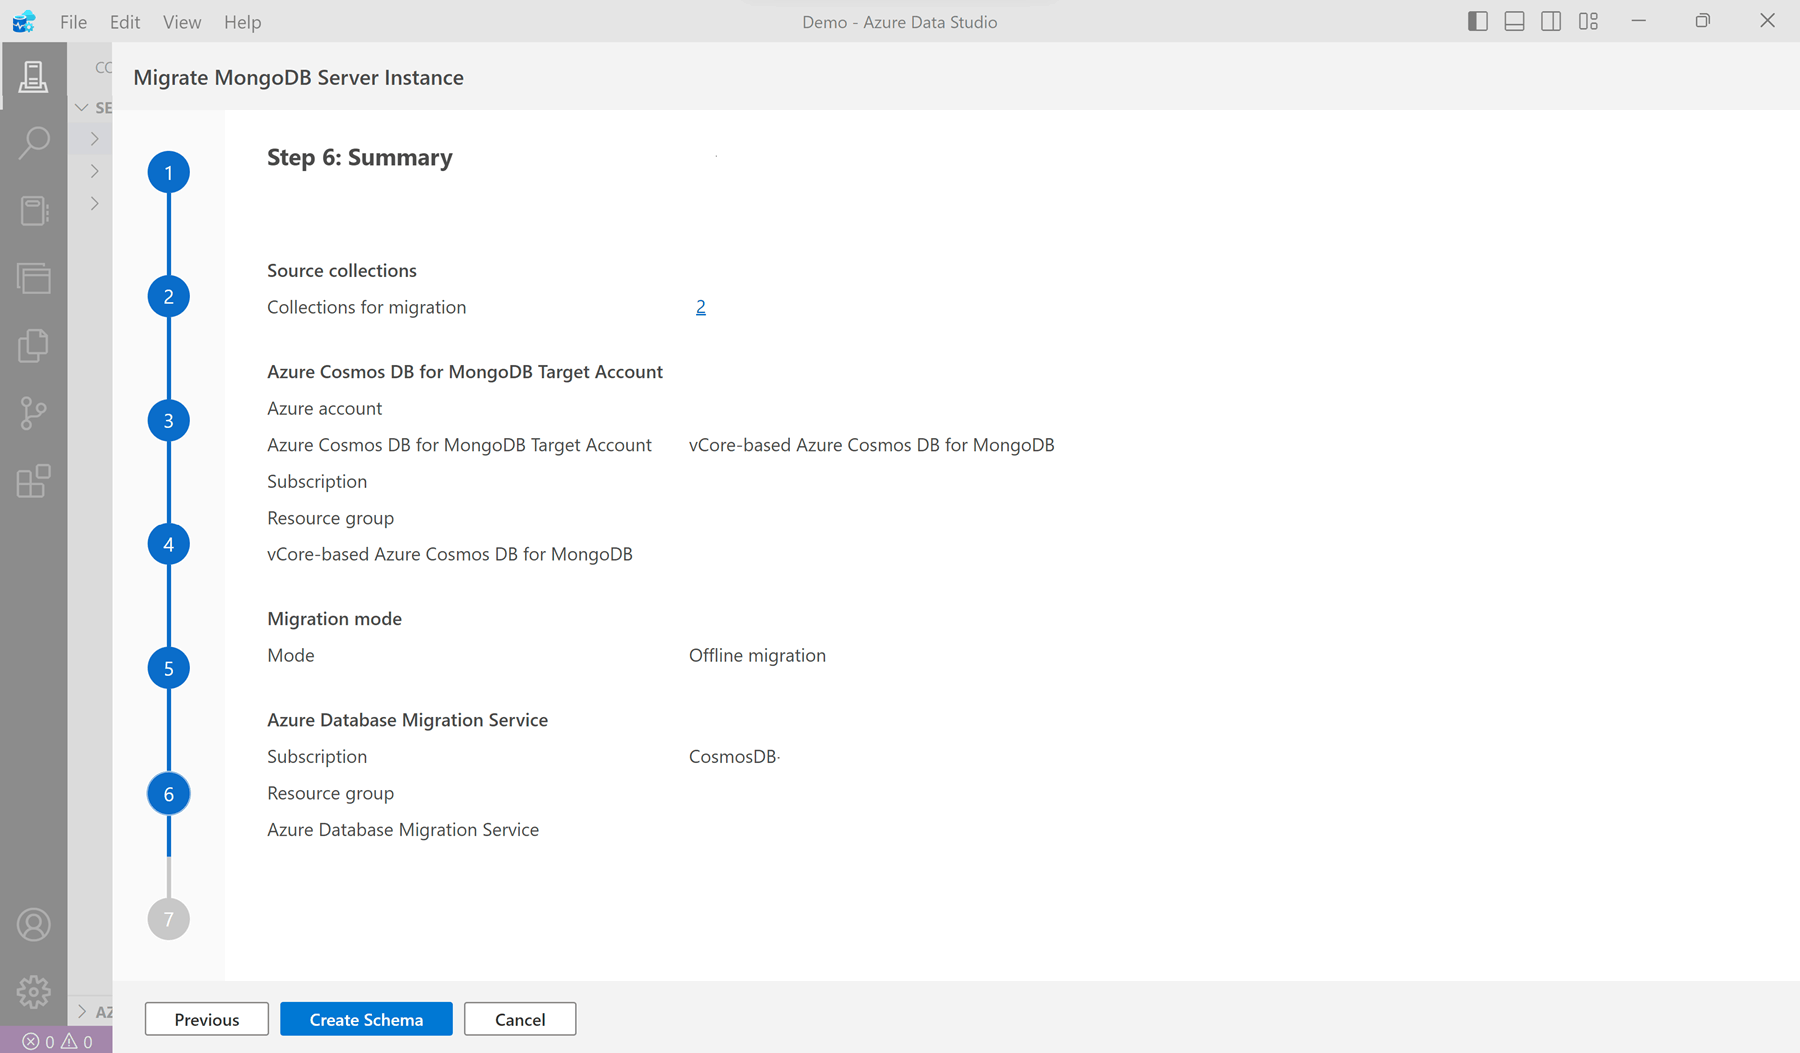 File Edit View Help
Demo - Azure Data Studio
CO
Migrate MongoDB Server Instance
SE
1
Step 6: Summary
2
Source collections
Collections for migration 2
3
Azure Cosmos DB for MongoDB Target Account
Azure account
Azure Cosmos DB for MongoDB Target Account vCore-based Azure Cosmos DB for MongoDB
Subscription
Resource group
4
vCore-based Azure Cosmos DB for MongoDB
Migration mode
5
Mode Offline migration
Azure Database Migration Service
Subscription CosmosDB
6
Resource group
Azure Database Migration Service
7
AZ
Previous Create Schema Cancel
0 0